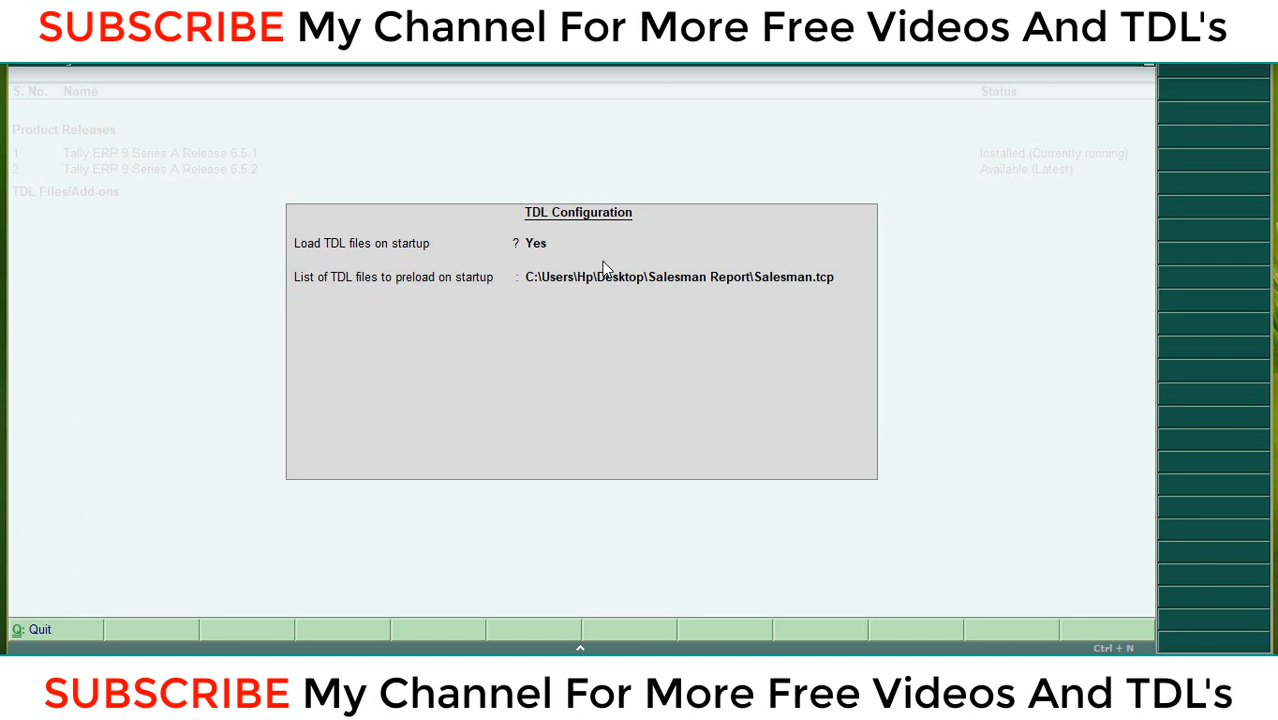 SUBSCRIBE My Channel For More Free Videos And TDL's
S. No. Name Status
Product Releases
1 Tally.ERP 9 Series A Release 6.5.1 Installed (Currently running)
2 Tally.ERP 9 Series A Release 6.5.2 Available (Latest)
TDL Files/Add-ons
TDL Configuration
Load TDL files on startup ? Yes
List of TDL files to preload on startup : C:\Users\Hp\Desktop\Salesman Report\Salesman.tcp
Q: Quit
Ctrl + N
SUBSCRIBE My Channel For More Free Videos And TDL's